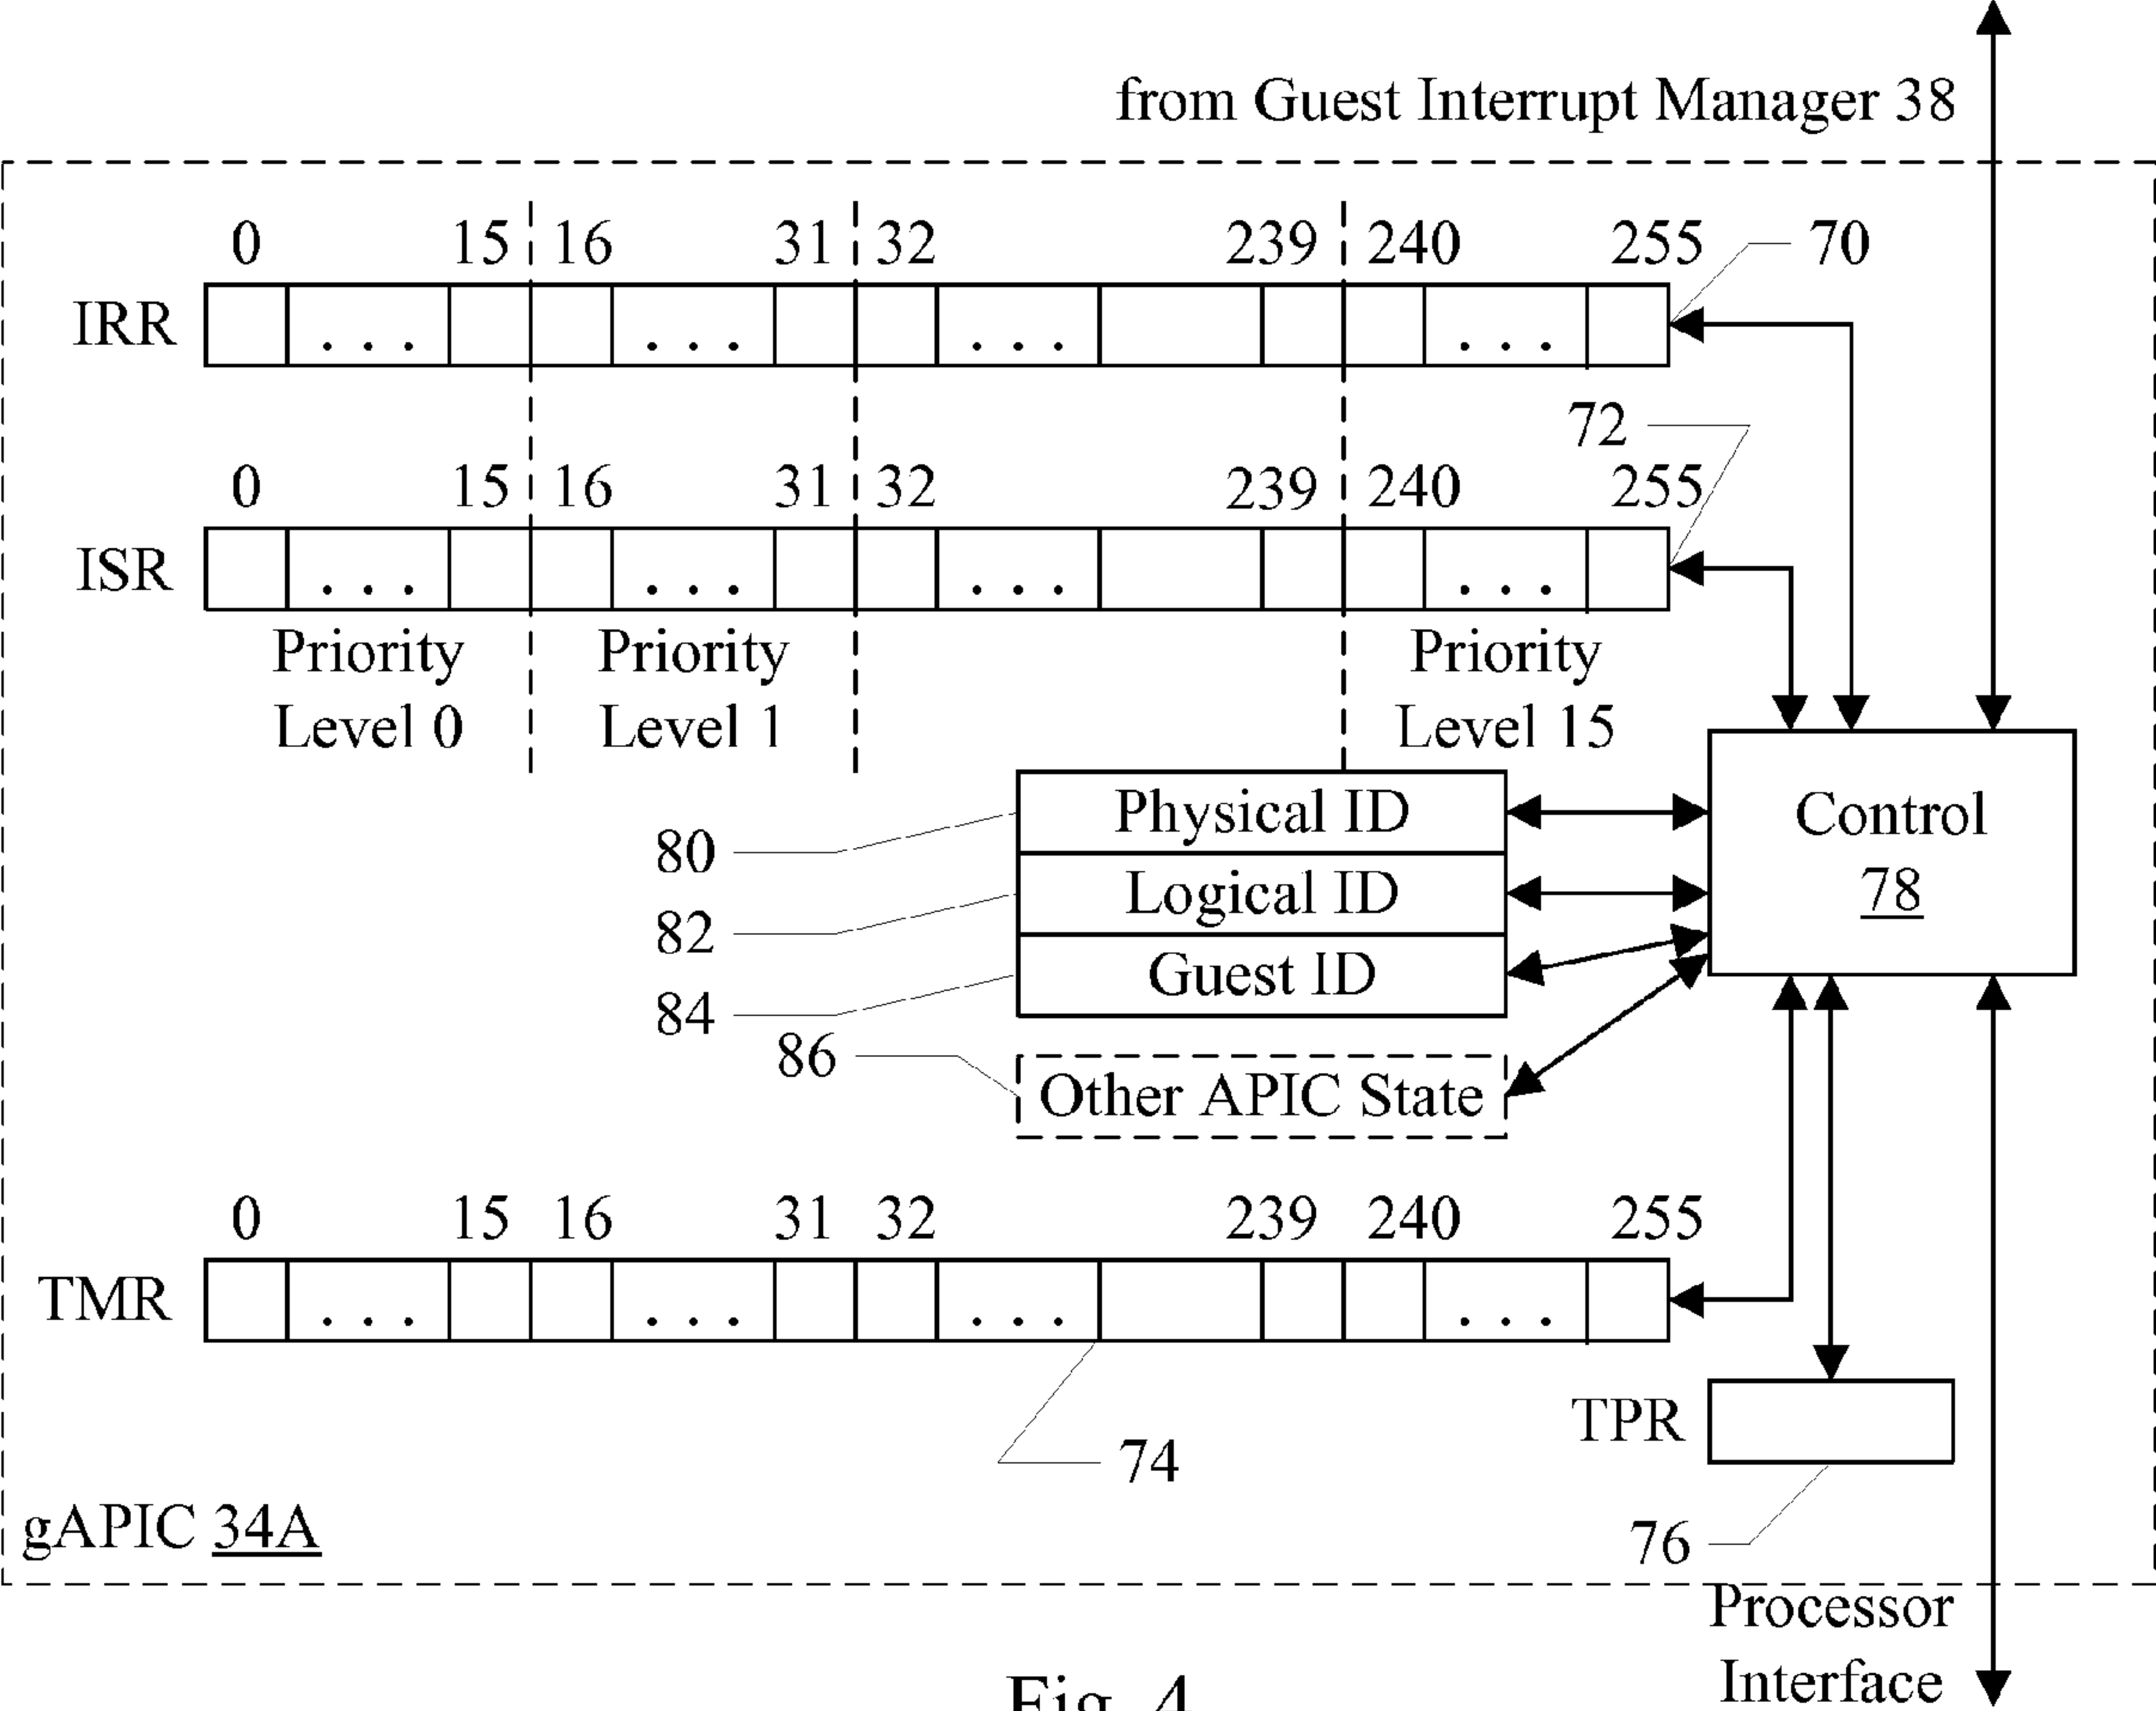 from Guest Interrupt Manager 38
0 15 16 31 32 239 240 255 70
IRR . . . . . . . . . . . .
72
0 15 16 31 32 239 240 255
ISR . . . . . . . . . . . .
Priority Priority Priority
Level 0 Level 1 Level 15
Physical ID
Control
80
Logical ID
78
82
Guest ID
84
86
Other APIC State
0 15 16 31 32 239 240 255
TMR . . . . . . . . . . . .
TPR
74
gAPIC 34A
76
Processor
Interface
Fig. 4